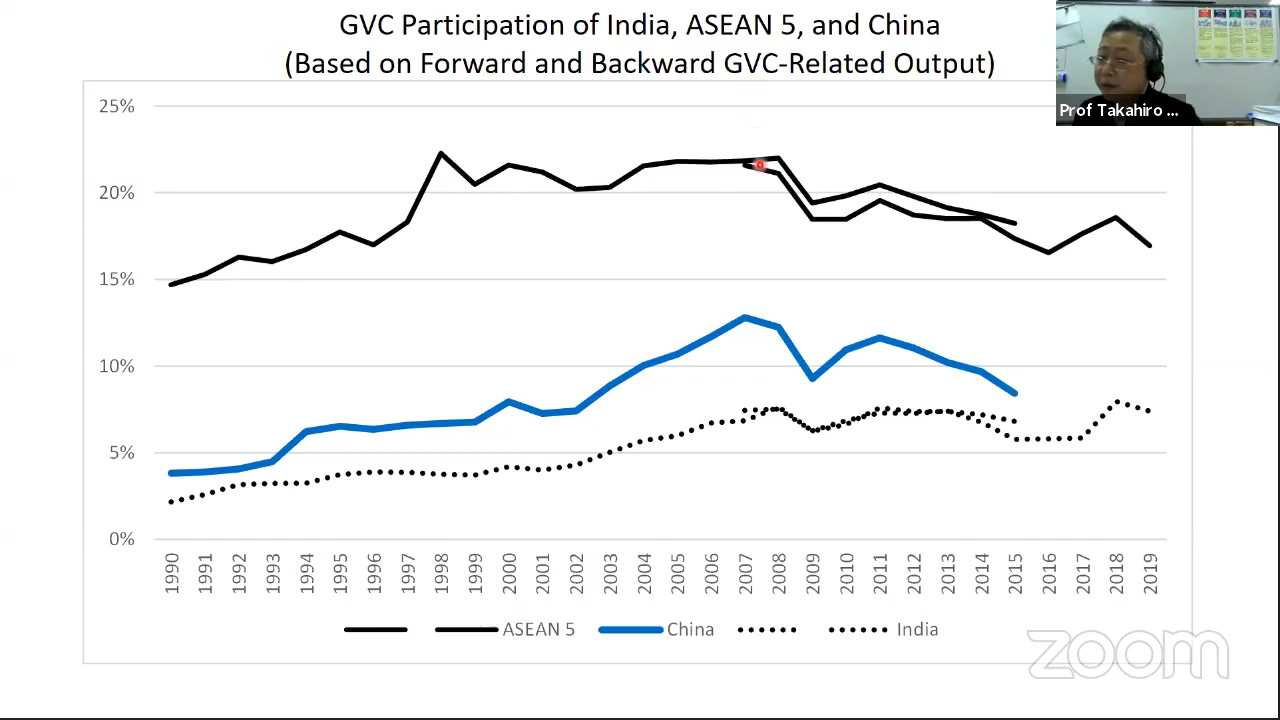 GVC Participation of India, ASEAN 5, and China
(Based on Forward and Backward GVC-Related Output)
Prof Takahiro ...
25%
20%
15%
10%
5%
0%
1990 1991 1992 1993 1994 1995 1996 1997 1998 1999 2000 2001 2002 2003 2004 2005 2006 2007 2008 2009 2010 2011 2012 2013 2014 2015 2016 2017 2018 2019
ASEAN 5 China India
zoom